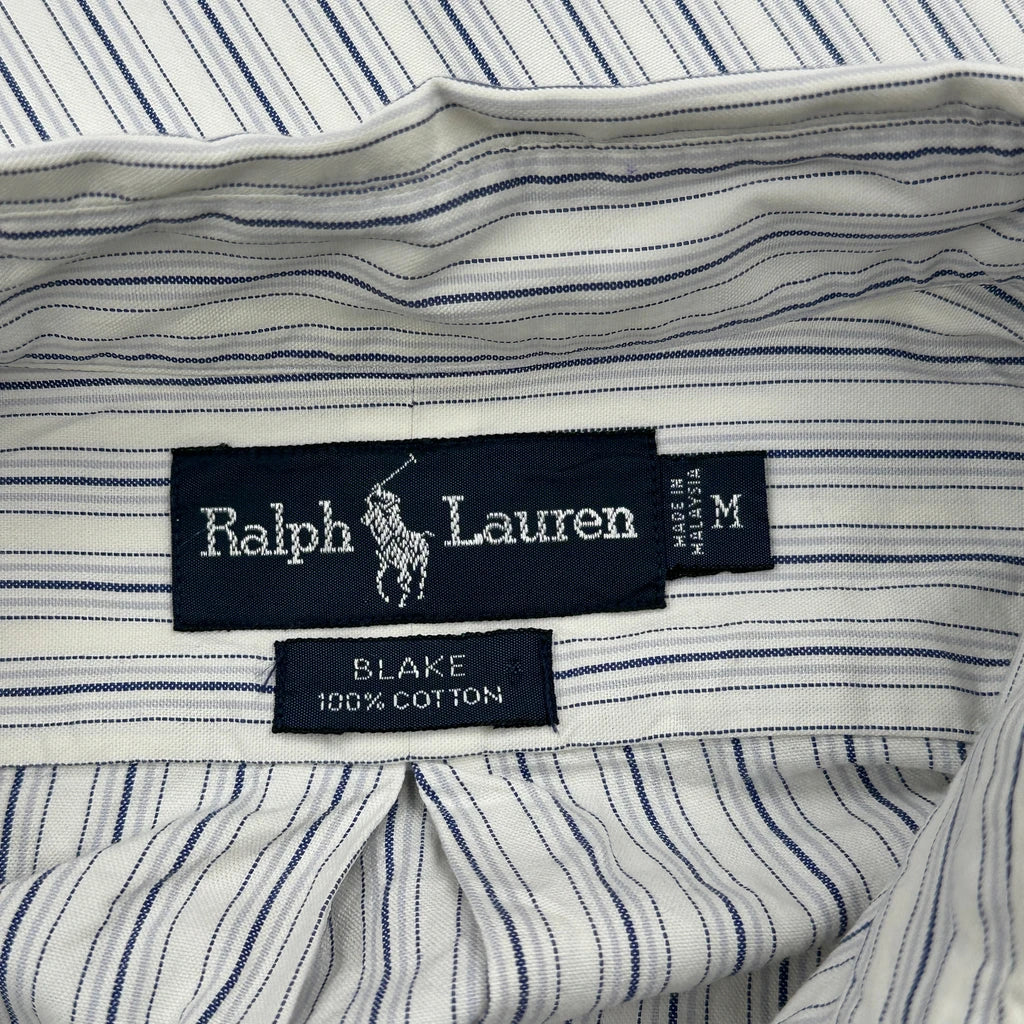 Ralph Lauren
MADE IN
MALAYSIA
M
BLAKE
100% COTTON